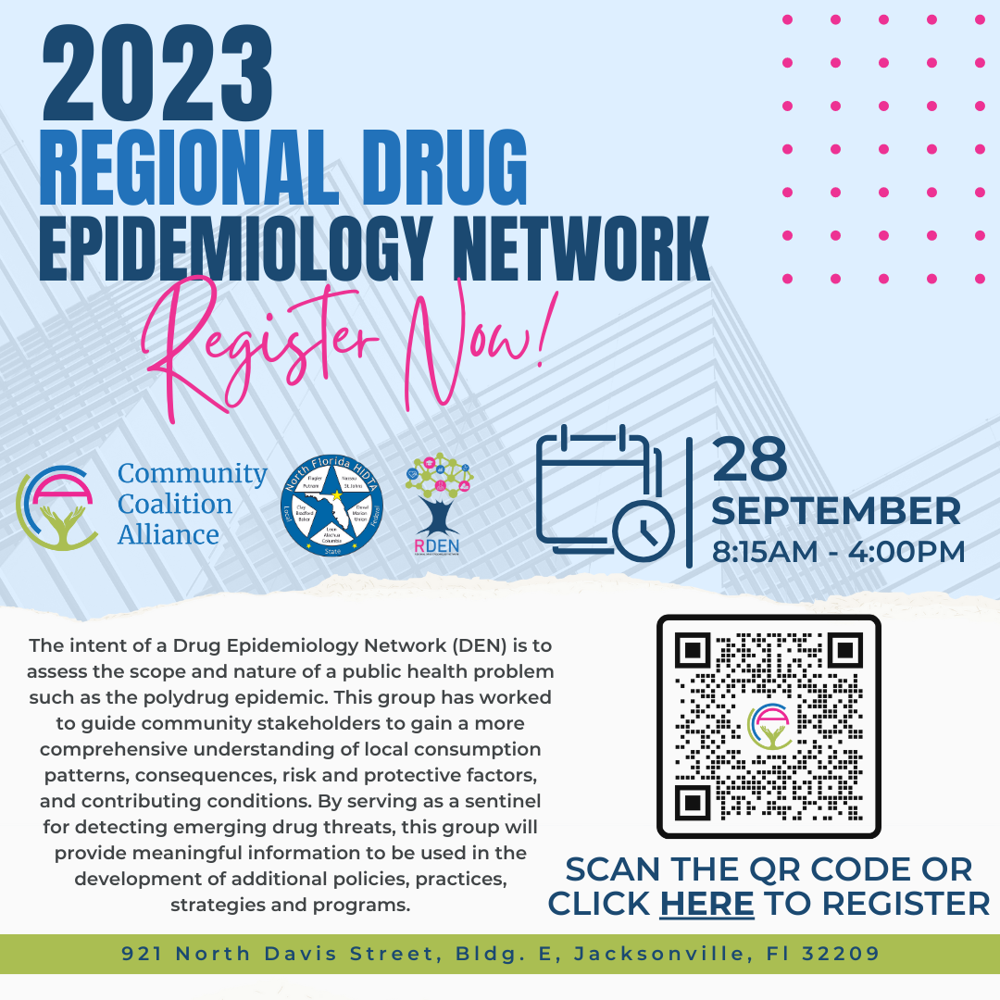 2023
REGIONAL DRUG
EPIDEMIOLOGY NETWORK
Register Now!
Community
Coalition
Alliance
North Florida HIDTA
Flagler
Putnam
Nassau
St. Johns
Clay
Bradford
Baker
Duval
Marion
Union
Leon
Alachua
Columbia
Local
State
Federal
RDEN
28
SEPTEMBER
8:15AM - 4:00PM
The intent of a Drug Epidemiology Network (DEN) is to
assess the scope and nature of a public health problem
such as the polydrug epidemic. This group has worked
to guide community stakeholders to gain a more
comprehensive understanding of local consumption
patterns, consequences, risk and protective factors,
and contributing conditions. By serving as a sentinel
for detecting emerging drug threats, this group will
provide meaningful information to be used in the
development of additional policies, practices,
strategies and programs.
SCAN THE QR CODE OR
CLICK HERE TO REGISTER
921 North Davis Street, Bldg. E, Jacksonville, Fl 32209